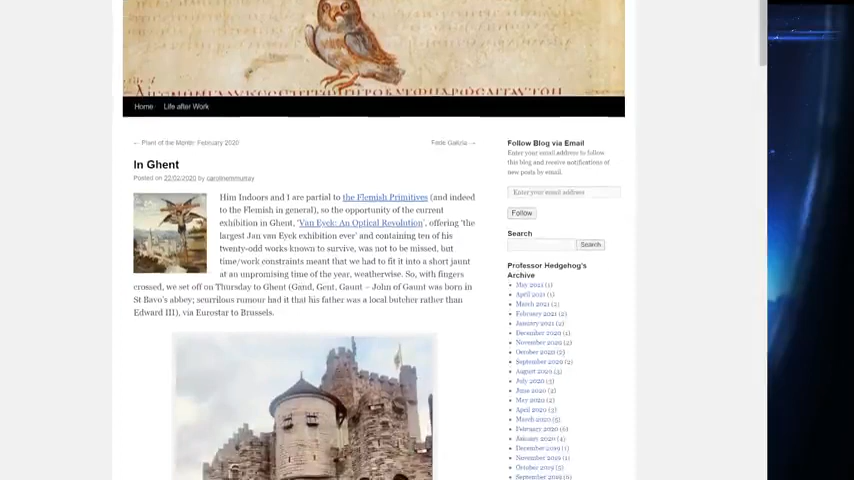 Home
Life after Work
← Plant of the Month: February 2020
Fede Galizia →
In Ghent
Posted on 22/02/2020 by carolinemmurray
Him Indoors and I are partial to the Flemish Primitives (and indeed
to the Flemish in general), so the opportunity of the current
exhibition in Ghent, ‘Van Eyck: An Optical Revolution’, offering ‘the
largest Jan van Eyck exhibition ever’ and containing ten of his
twenty-odd works known to survive, was not to be missed, but
time/work constraints meant that we had to fit it into a short jaunt
at an unpromising time of the year, weatherwise. So, with fingers
crossed, we set off on Thursday to Ghent (Gand, Gent, Gaunt – John of Gaunt was born in
St Bavo’s abbey; scurrilous rumour had it that his father was a local butcher rather than
Edward III), via Eurostar to Brussels.
Follow Blog via Email
Enter your email address to follow
this blog and receive notifications of
new posts by email.
Enter your email address
Follow
Search
Search
Professor Hedgehog's
Archive
May 2021 (1)
April 2021 (1)
March 2021 (2)
February 2021 (2)
January 2021 (2)
December 2020 (1)
November 2020 (2)
October 2020 (2)
September 2020 (2)
August 2020 (3)
July 2020 (3)
June 2020 (2)
May 2020 (2)
April 2020 (3)
March 2020 (5)
February 2020 (6)
January 2020 (4)
December 2019 (1)
November 2019 (1)
October 2019 (5)
September 2019 (6)